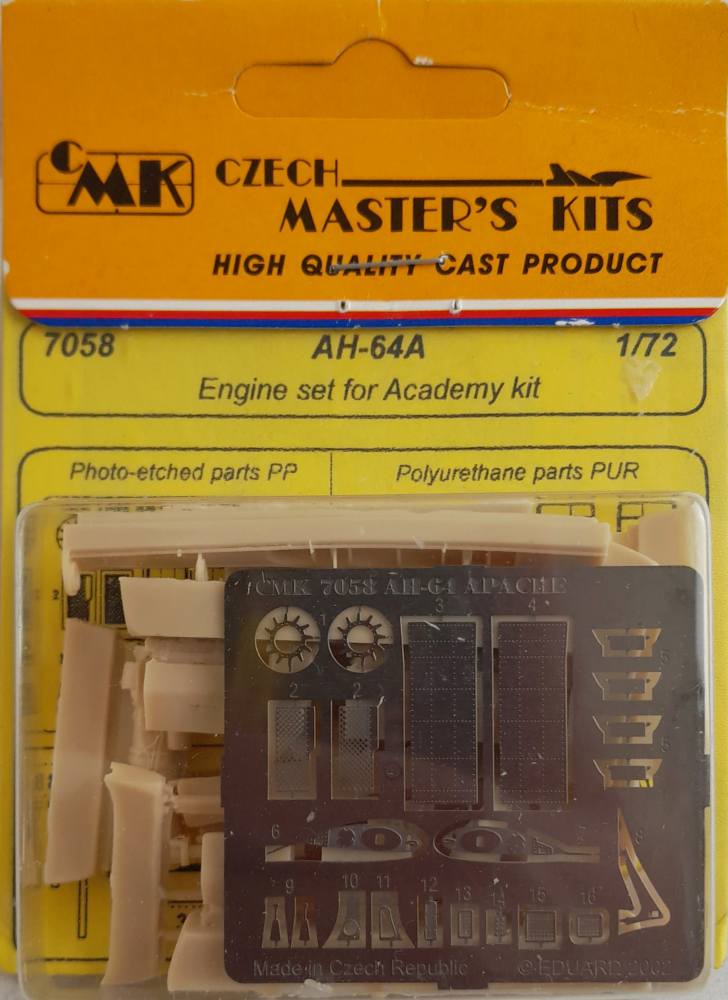 CMK
CZECH
MASTER'S KITS
HIGH QUALITY CAST PRODUCT
7058 AH-64A 1/72
Engine set for Academy kit
Photo-etched parts PP Polyurethane parts PUR
CMK 7058 AH-64 APACHE
1 3 4
2 2 5
5
6 7 8
9 10 11 12 13 14 15 16
Made in Czech Republic © EDUARD 2002